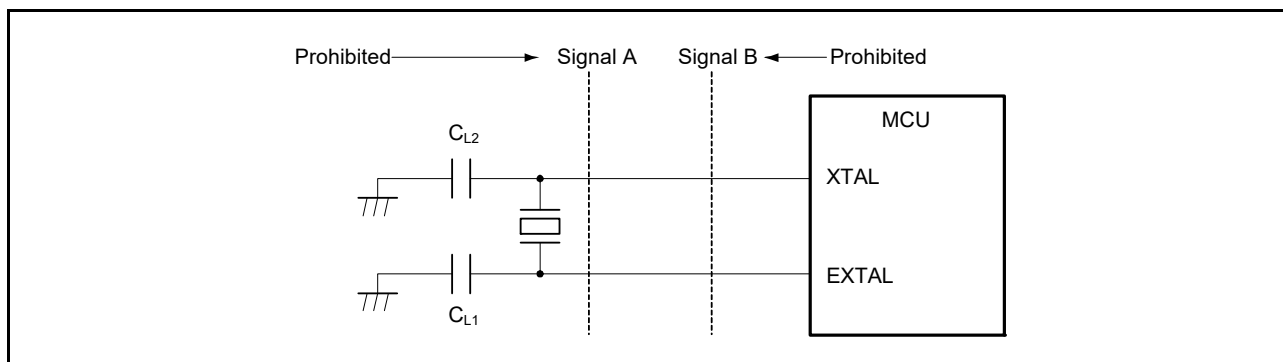 Prohibited Signal A Signal B Prohibited
MCU
CL2
XTAL
EXTAL
CL1